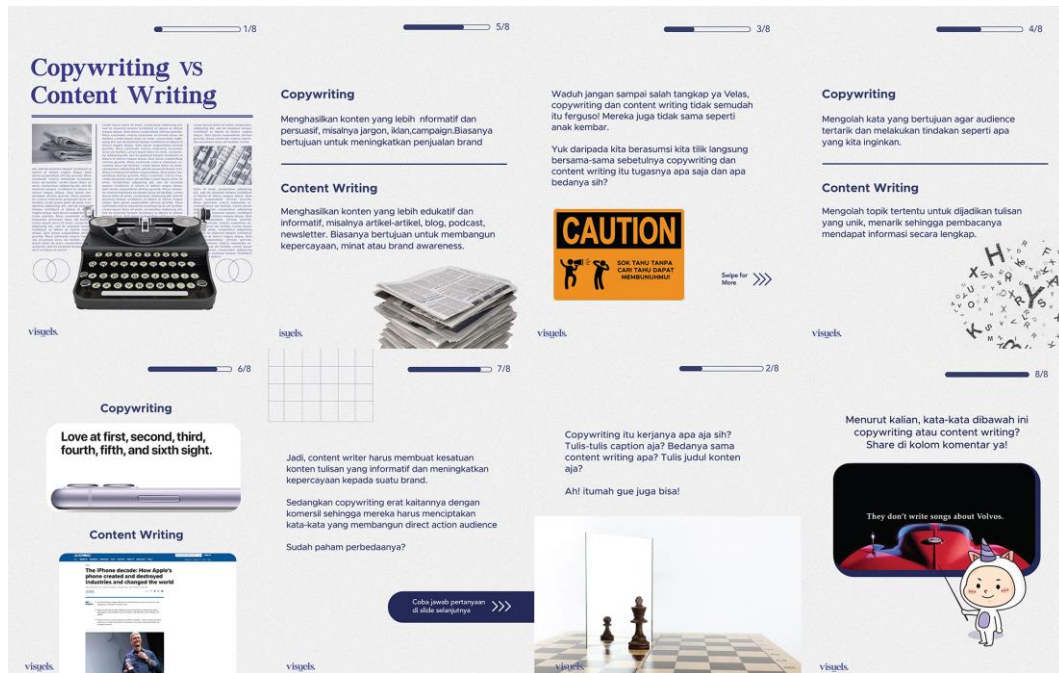 1/8
Copywriting VS
Content Writing
visuels.
5/8
Copywriting
Menghasilkan konten yang lebih nformatif dan
persuasif, misalnya jargon, iklan,campaign.Biasanya
bertujuan untuk meningkatkan penjualan brand
Content Writing
Menghasilkan konten yang lebih edukatif dan
informatif, misalnya artikel-artikel, blog, podcast,
newsletter. Biasanya bertujuan untuk membangun
kepercayaan, minat atau brand awareness.
isuels.
3/8
Waduh jangan sampai salah tangkap ya Velas,
copywriting dan content writing tidak semudah
itu ferguso! Mereka juga tidak sama seperti
anak kembar.
Yuk daripada kita berasumsi kita tilik langsung
bersama-sama sebetulnya copywriting dan
content writing itu tugasnya apa saja dan apa
bedanya sih?
CAUTION
SOK TAHU TANPA
CARI TAHU DAPAT
MEMBUNUHMU!
Swipe for
More
visuels.
4/8
Copywriting
Mengolah kata yang bertujuan agar audience
tertarik dan melakukan tindakan seperti apa
yang kita inginkan.
Content Writing
Mengolah topik tertentu untuk dijadikan tulisan
yang unik, menarik sehingga pembacanya
mendapat informasi secara lengkap.
visuels.
6/8
Copywriting
Love at first, second, third,
fourth, fifth, and sixth sight.
Content Writing
The iPhone decade: How Apple's
phone created and destroyed
industries and changed the world
visuels.
7/8
Jadi, content writer harus membuat kesatuan
konten tulisan yang informatif dan meningkatkan
kepercayaan kepada suatu brand.
Sedangkan copywriting erat kaitannya dengan
komersil sehingga mereka harus menciptakan
kata-kata yang membangun direct action audience
Sudah paham perbedaanya?
Coba jawab pertanyaan
di slide selanjutnya
visuels.
2/8
Copywriting itu kerjanya apa aja sih?
Tulis-tulis caption aja? Bedanya sama
content writing apa? Tulis judul konten
aja?
Ah! itumah gue juga bisa!
visuels.
8/8
Menurut kalian, kata-kata dibawah ini
copywriting atau content writing?
Share di kolom komentar ya!
They don't write songs about Volvos.
visuels.